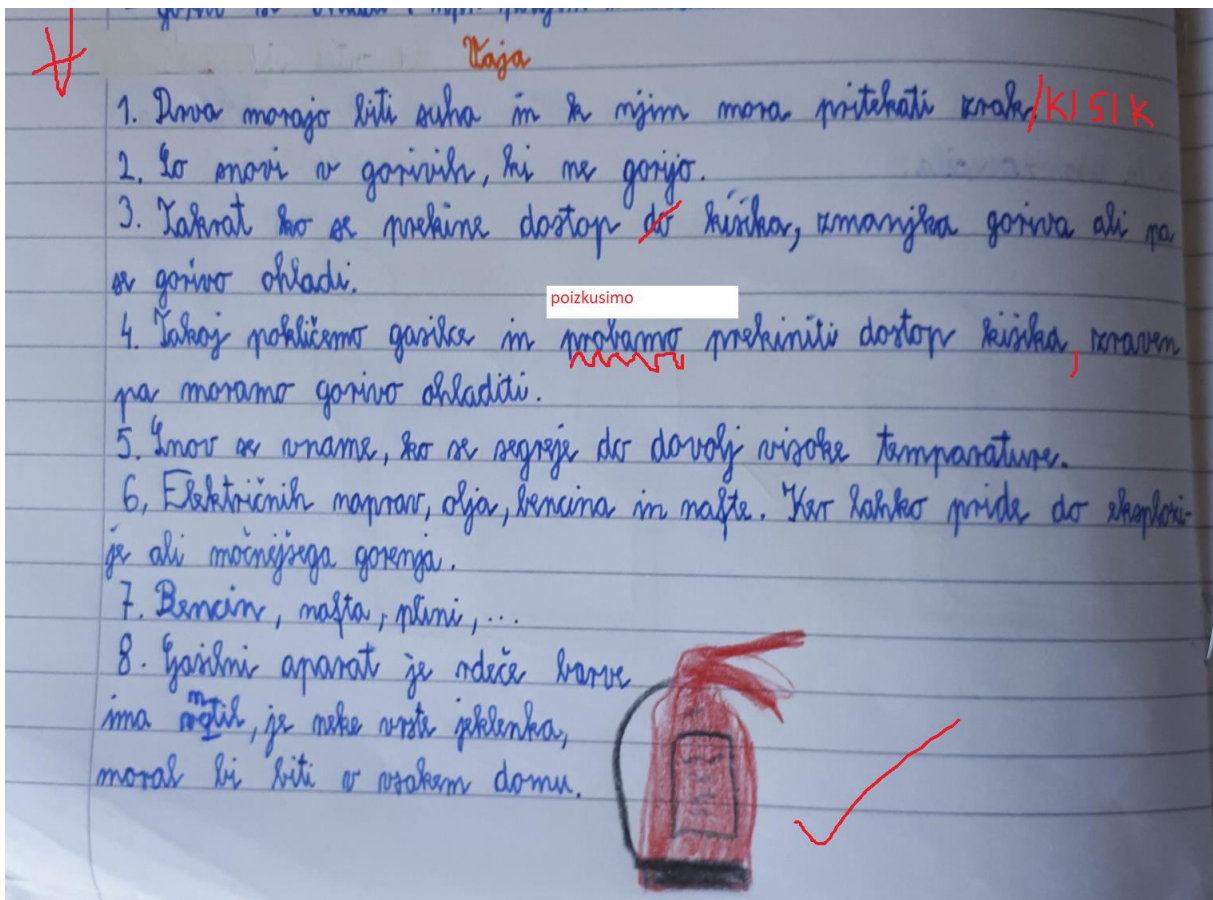 Kaja
1. Drva morajo biti suha in k njim mora pritekati zrak/KISIK
2. So snovi v gorivih, ki ne gorijo.
3. Takrat ko se prekine dostop do kisika, zmanjka goriva ali pa
se gorivo ohladi.
poizkusimo
4. Takoj pokličemo gasilce in probamo prekiniti dostop kisika, zraven
pa moramo gorivo ohladiti.
5. Snov se vname, ko se segreje do dovolj visoke temparature.
6, Električnih naprav, olja, bencina in nafte. Ker lahko pride do eksplozi-
je ali močnejšega gorenja.
7. Bencin, nafta, plini,...
8. Gasilni aparat je rdeče barve
ima , je neke vrste jeklenka,
moral bi biti v vsakem domu.